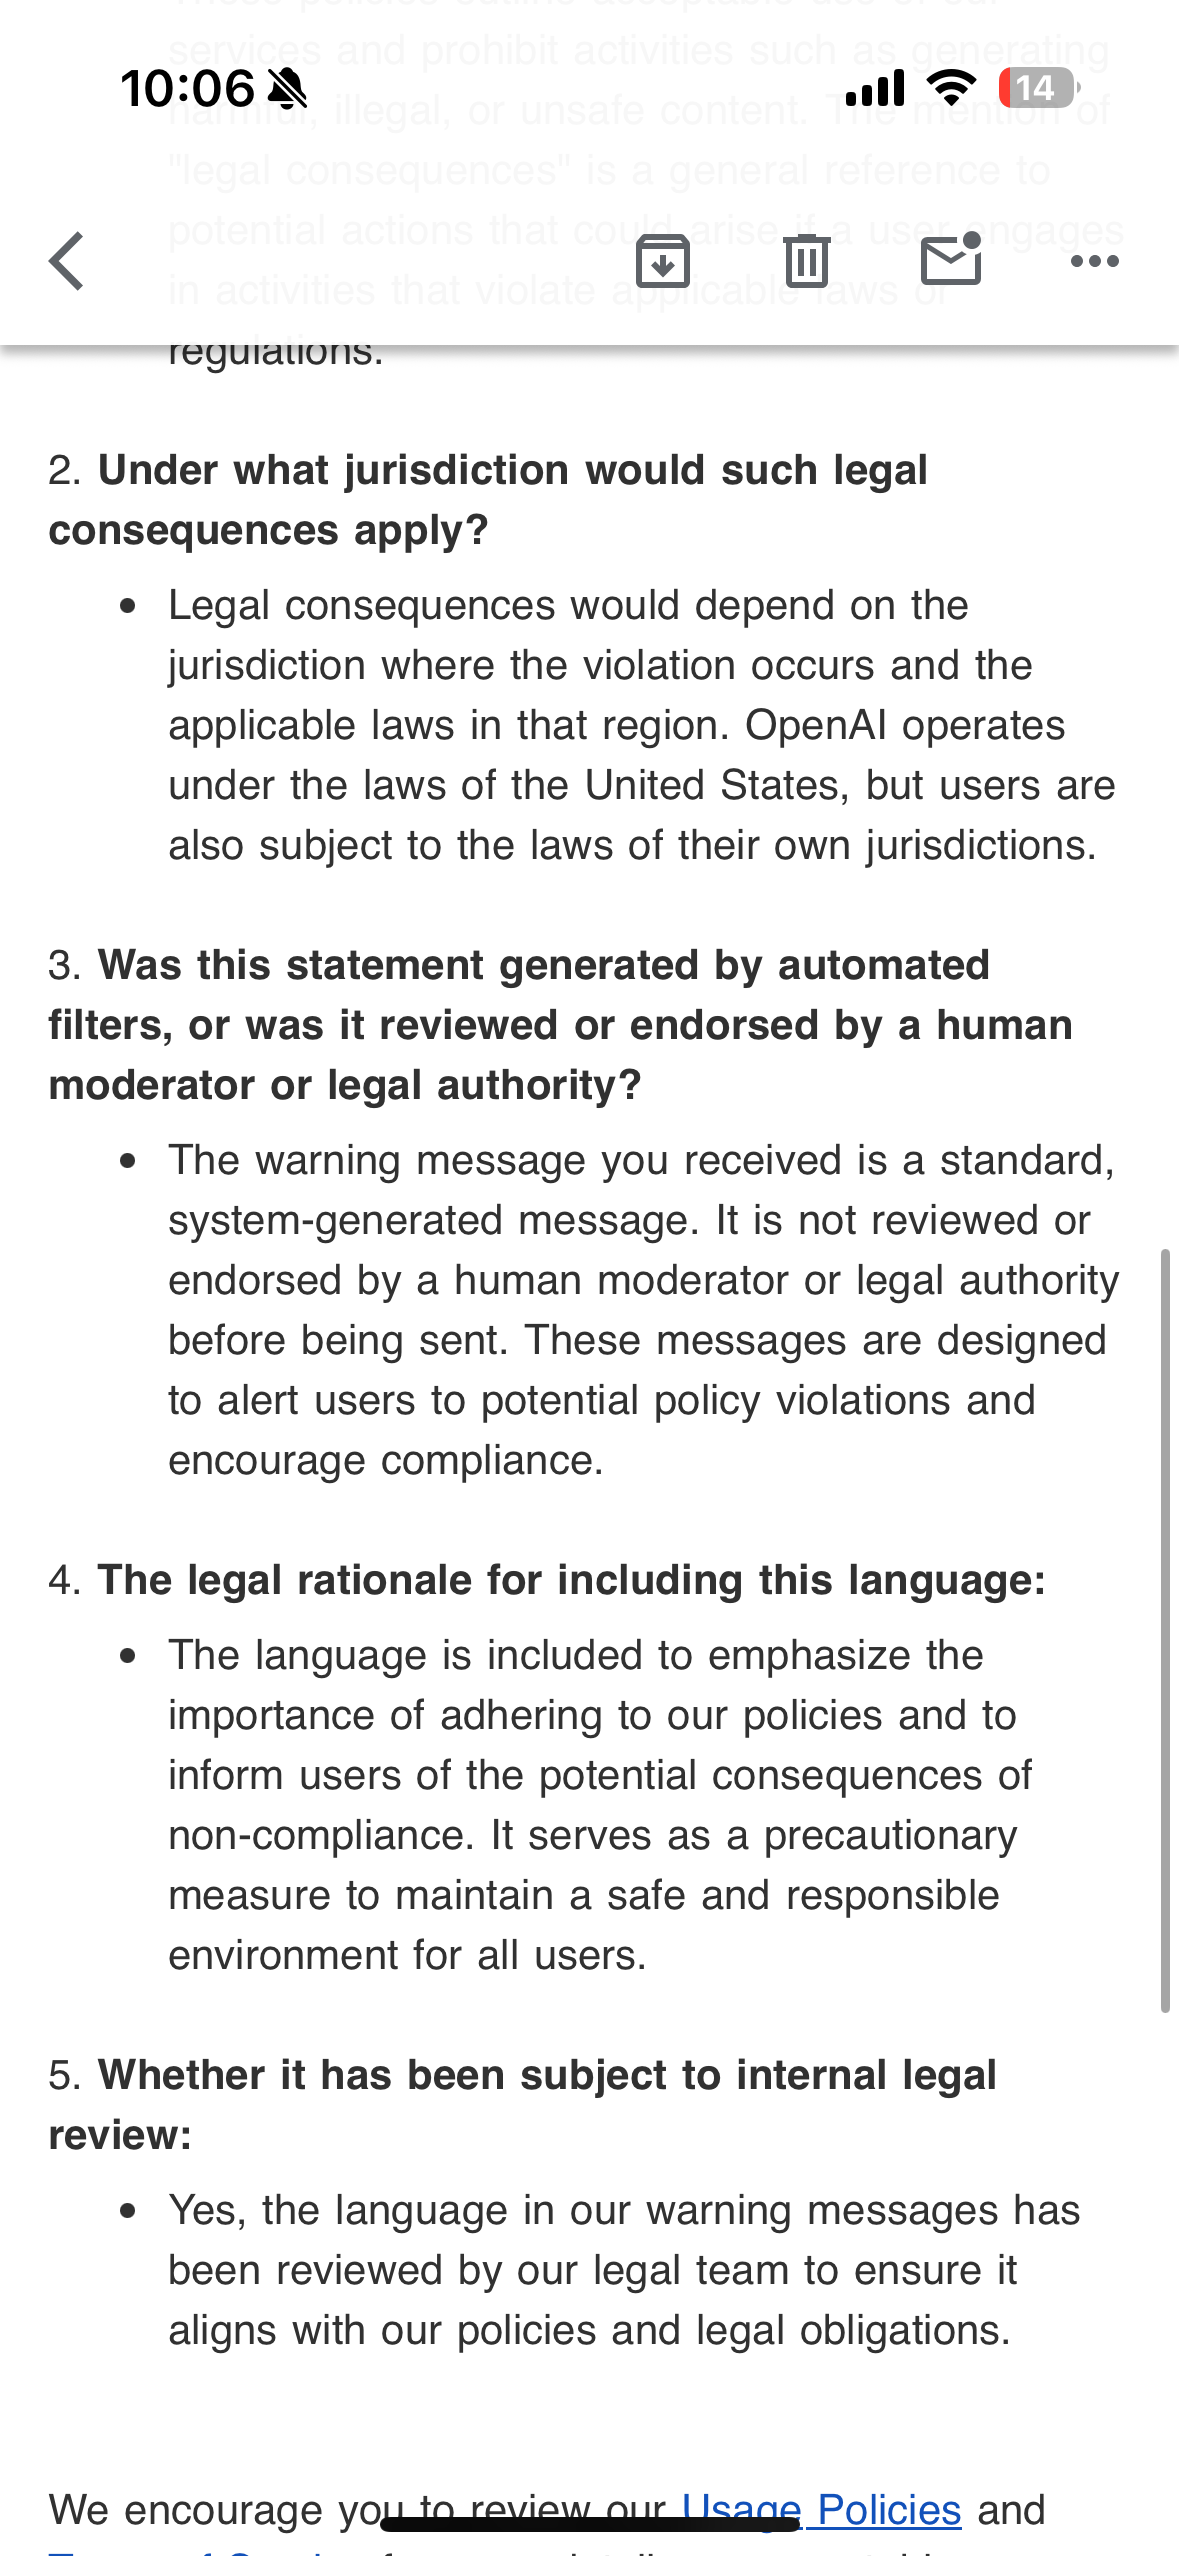 services and prohibit activities such as generating
10:06
14
harmful, illegal, or unsafe content. The mention of
"legal consequences" is a general reference to
potential actions that could arise if a user engages
in activities that violate applicable laws or
regulations.
2. Under what jurisdiction would such legal
consequences apply?
• Legal consequences would depend on the
jurisdiction where the violation occurs and the
applicable laws in that region. OpenAI operates
under the laws of the United States, but users are
also subject to the laws of their own jurisdictions.
3. Was this statement generated by automated
filters, or was it reviewed or endorsed by a human
moderator or legal authority?
• The warning message you received is a standard,
system-generated message. It is not reviewed or
endorsed by a human moderator or legal authority
before being sent. These messages are designed
to alert users to potential policy violations and
encourage compliance.
4. The legal rationale for including this language:
• The language is included to emphasize the
importance of adhering to our policies and to
inform users of the potential consequences of
non-compliance. It serves as a precautionary
measure to maintain a safe and responsible
environment for all users.
5. Whether it has been subject to internal legal
review:
• Yes, the language in our warning messages has
been reviewed by our legal team to ensure it
aligns with our policies and legal obligations.
We encourage you to review our Usage Policies and